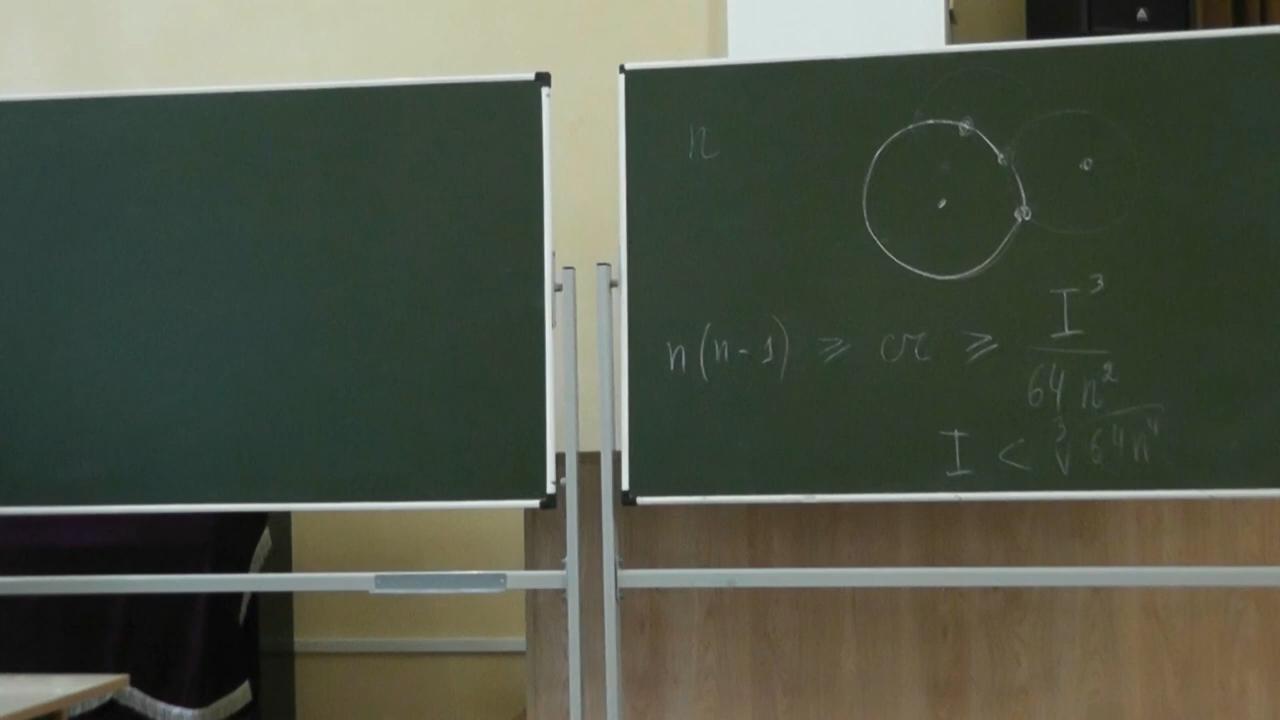 n
n(n-1) ≥ cr ≥ I³/64n²
I < ∛64n⁴